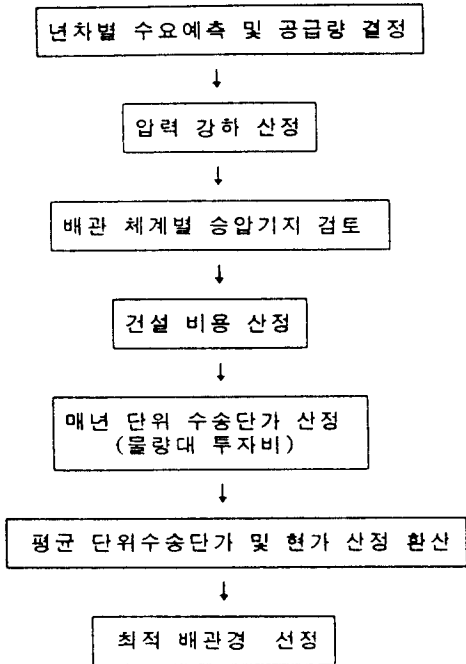 년차별 수요예측 및 공급량 결정
↓
압력 강하 산정
↓
배관 체계별 승압기지 검토
↓
건설 비용 산정
↓
매년 단위 수송단가 산정
(물량대 투자비)
↓
평균 단위수송단가 및 현가 산정 환산
↓
최적 배관경 선정